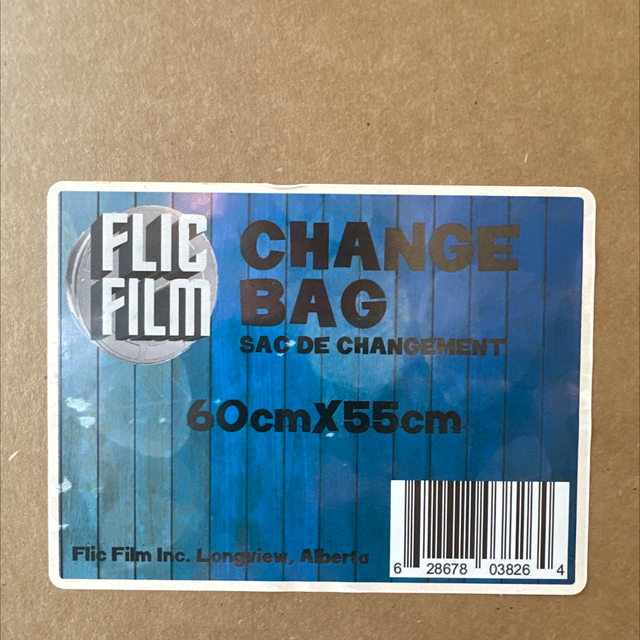 FLIC
FILM
CHANGE
BAG
SAC DE CHANGEMENT
60cmX55cm
Flic Film Inc. Longview, Alberta
6 28678 03826 4